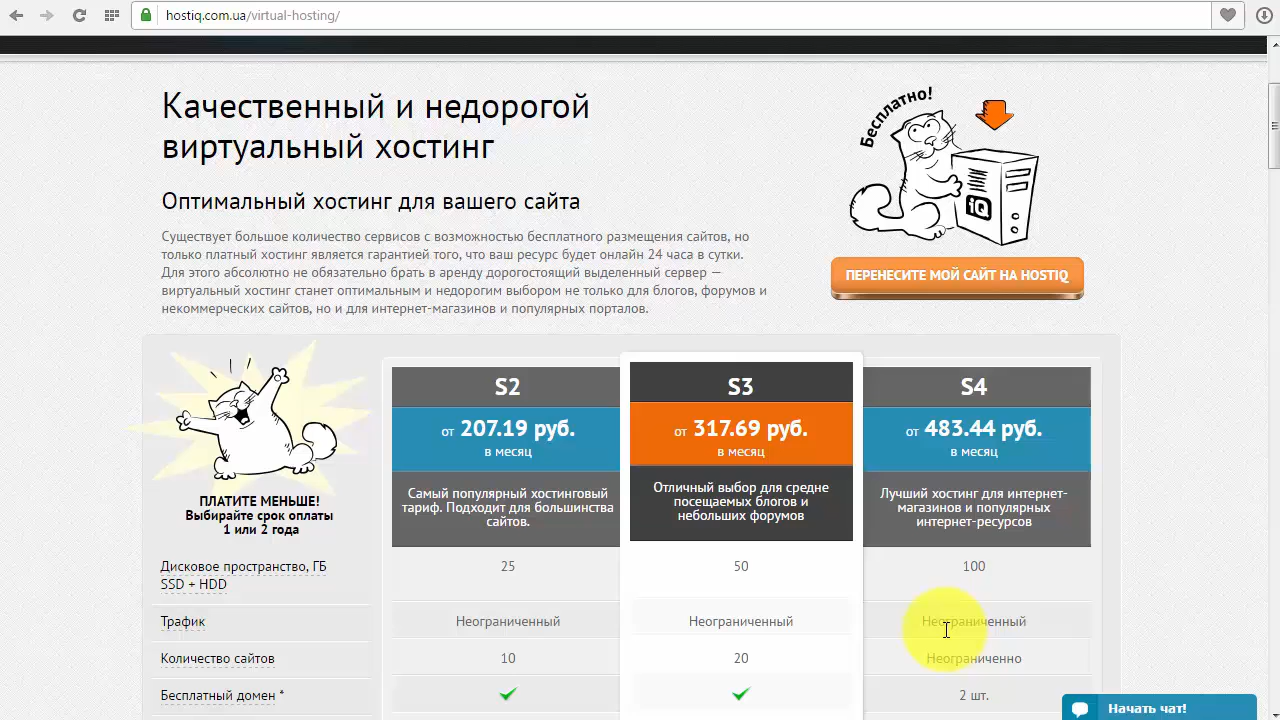 hostiq.com.ua/virtual-hosting/
Качественный и недорогой
виртуальный хостинг
Оптимальный хостинг для вашего сайта
Существует большое количество сервисов с возможностью бесплатного размещения сайтов, но
только платный хостинг является гарантией того, что ваш ресурс будет онлайн 24 часа в сутки.
Для этого абсолютно не обязательно брать в аренду дорогостоящий выделенный сервер —
виртуальный хостинг станет оптимальным и недорогим выбором не только для блогов, форумов и
некоммерческих сайтов, но и для интернет-магазинов и популярных порталов.
Бесплатно!
iQ
ПЕРЕНЕСИТЕ МОЙ САЙТ НА HOSTIQ
ПЛАТИТЕ МЕНЬШЕ!
Выбирайте срок оплаты
1 или 2 года
S2
S3
S4
от 207.19 руб.
в месяц
от 317.69 руб.
в месяц
от 483.44 руб.
в месяц
Самый популярный хостинговый
тариф. Подходит для большинства
сайтов.
Отличный выбор для средне
посещаемых блогов и
небольших форумов
Лучший хостинг для интернет-
магазинов и популярных
интернет-ресурсов
Дисковое пространство, ГБ
SSD + HDD
25
50
100
Трафик
Неограниченный
Неограниченный
Неограниченный
Количество сайтов
10
20
Неограниченно
Бесплатный домен *
2 шт.
Начать чат!